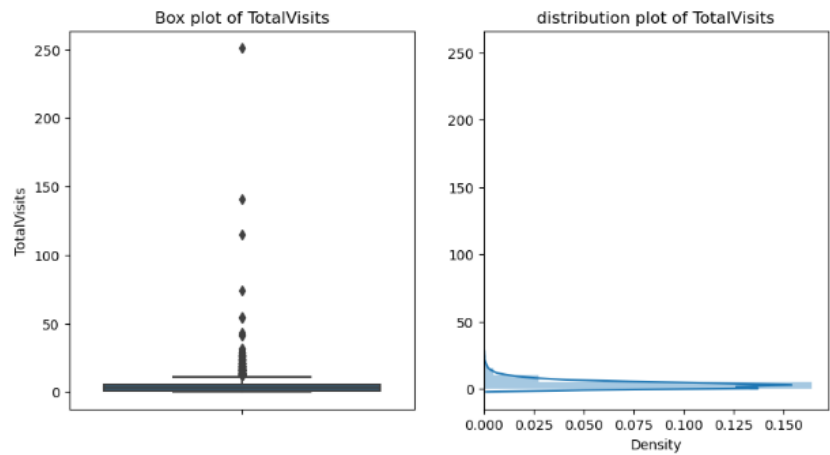 Box plot of TotalVisits
250
200
150
100
50
0
TotalVisits
distribution plot of TotalVisits
250
200
150
100
50
0
0.000 0.025 0.050 0.075 0.100 0.125 0.150
Density